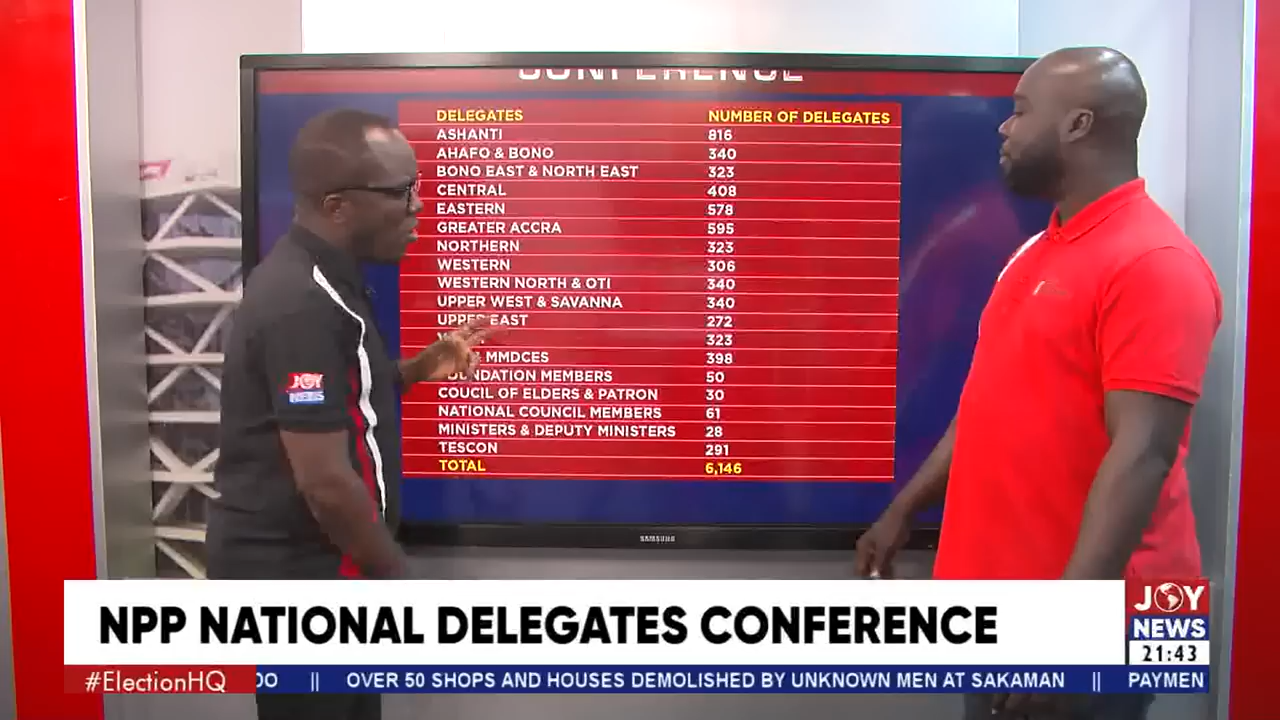 CONFERENCE
DELEGATES NUMBER OF DELEGATES
ASHANTI 816
AHAFO & BONO 340
BONO EAST & NORTH EAST 323
CENTRAL 408
EASTERN 578
GREATER ACCRA 595
NORTHERN 323
WESTERN 306
WESTERN NORTH & OTI 340
UPPER WEST & SAVANNA 340
UPPER EAST 272
323
MMDCES 398
FOUNDATION MEMBERS 50
COUCIL OF ELDERS & PATRON 30
NATIONAL COUNCIL MEMBERS 61
MINISTERS & DEPUTY MINISTERS 28
TESCON 291
TOTAL 6,146
SAMSUNG
JOY
NEWS
NPP NATIONAL DELEGATES CONFERENCE
JOY
NEWS
21:43
#ElectionHQ DO || OVER 50 SHOPS AND HOUSES DEMOLISHED BY UNKNOWN MEN AT SAKAMAN || PAYMEN